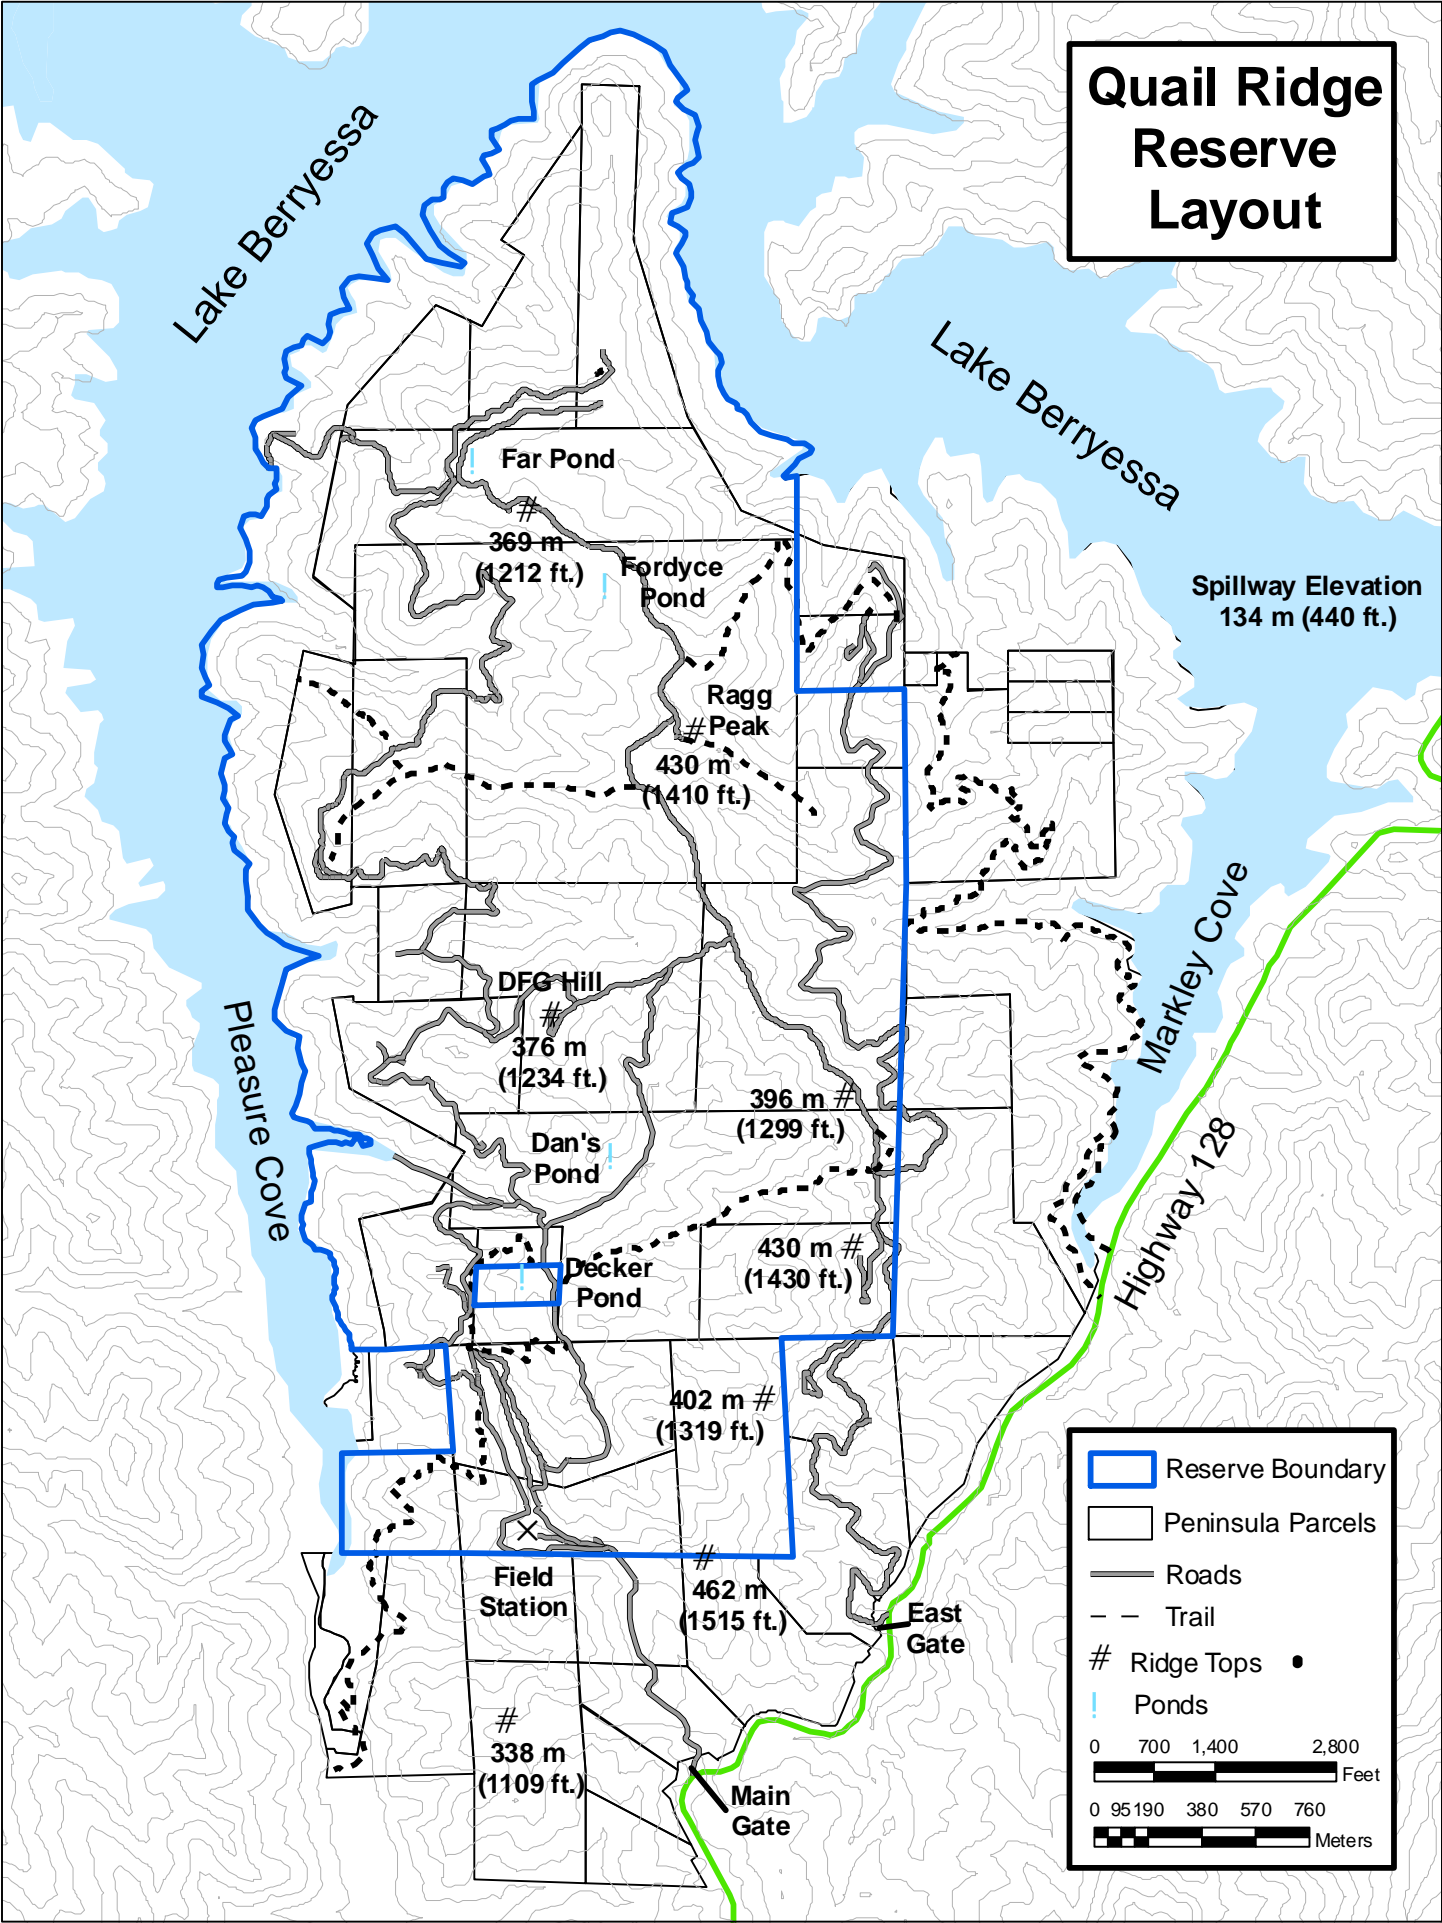 Quail Ridge
Reserve
Layout
Lake Berryessa
Lake Berryessa
Far Pond
#
369 m
(1212 ft.)
Fordyce
Pond
Spillway Elevation
134 m (440 ft.)
Ragg
Peak
#
430 m
(1410 ft.)
Markley Cove
DFG Hill
#
376 m
(1234 ft.)
Pleasure Cove
396 m #
(1299 ft.)
Dan's
Pond
Highway 128
430 m #
(1430 ft.)
Decker
Pond
402 m #
(1319 ft.)
Field
Station
#
462 m
(1515 ft.)
East
Gate
#
338 m
(1109 ft.)
Main
Gate
Reserve Boundary
Peninsula Parcels
Roads
Trail
# Ridge Tops
! Ponds
0 700 1,400 2,800
Feet
0 95 190 380 570 760
Meters